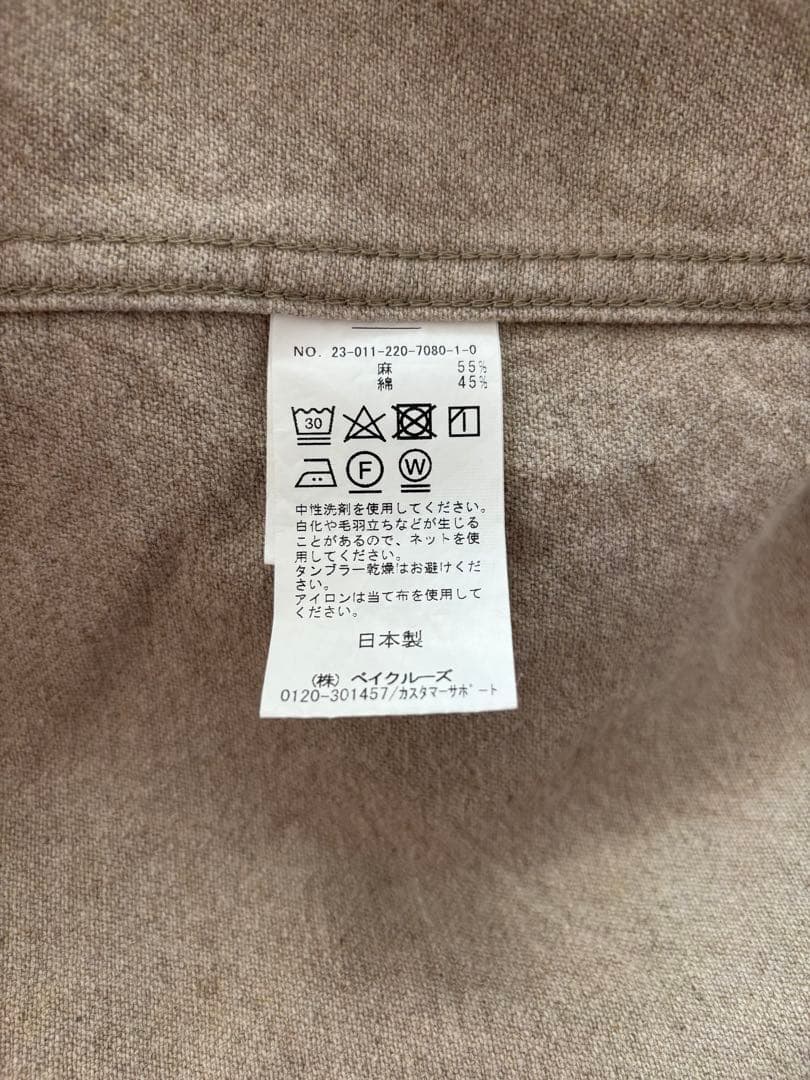 NO. 23-011-220-7080-1-0
麻 55%
綿 45%
30
F W
中性洗剤を使用してください。
白化や毛羽立ちなどが生じる
ことがあるので、ネットを使
用してください。
タンブラー乾燥はお避けくだ
さい。
アイロンは当て布を使用して
ください。
日本製
(株) ベイクルーズ
0120-301457/カスタマーサポート